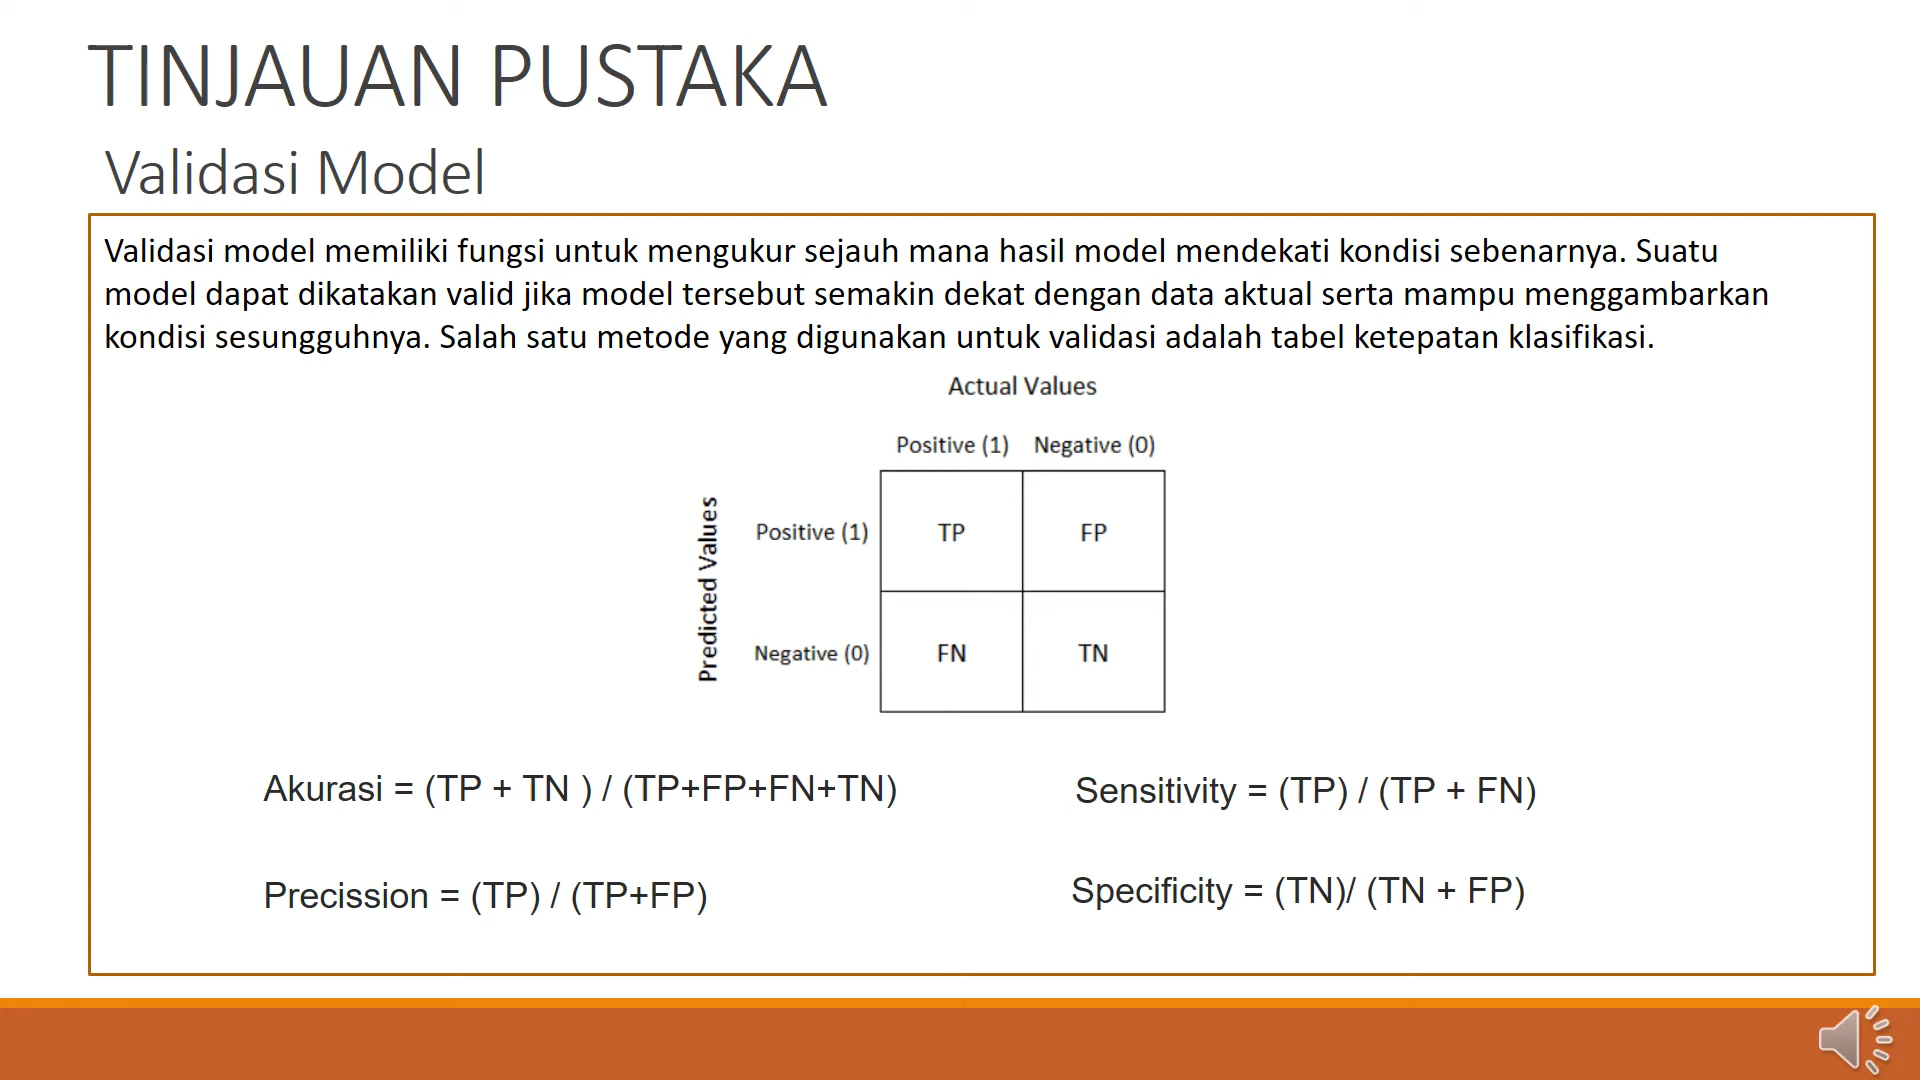 TINJAUAN PUSTAKA
Validasi Model
Validasi model memiliki fungsi untuk mengukur sejauh mana hasil model mendekati kondisi sebenarnya. Suatu
model dapat dikatakan valid jika model tersebut semakin dekat dengan data aktual serta mampu menggambarkan
kondisi sesungguhnya. Salah satu metode yang digunakan untuk validasi adalah tabel ketepatan klasifikasi.
Actual Values
Positive (1) Negative (0)
Predicted Values
Positive (1) TP FP
Negative (0) FN TN
Akurasi = (TP + TN ) / (TP+FP+FN+TN)
Sensitivity = (TP) / (TP + FN)
Precission = (TP) / (TP+FP)
Specificity = (TN)/ (TN + FP)